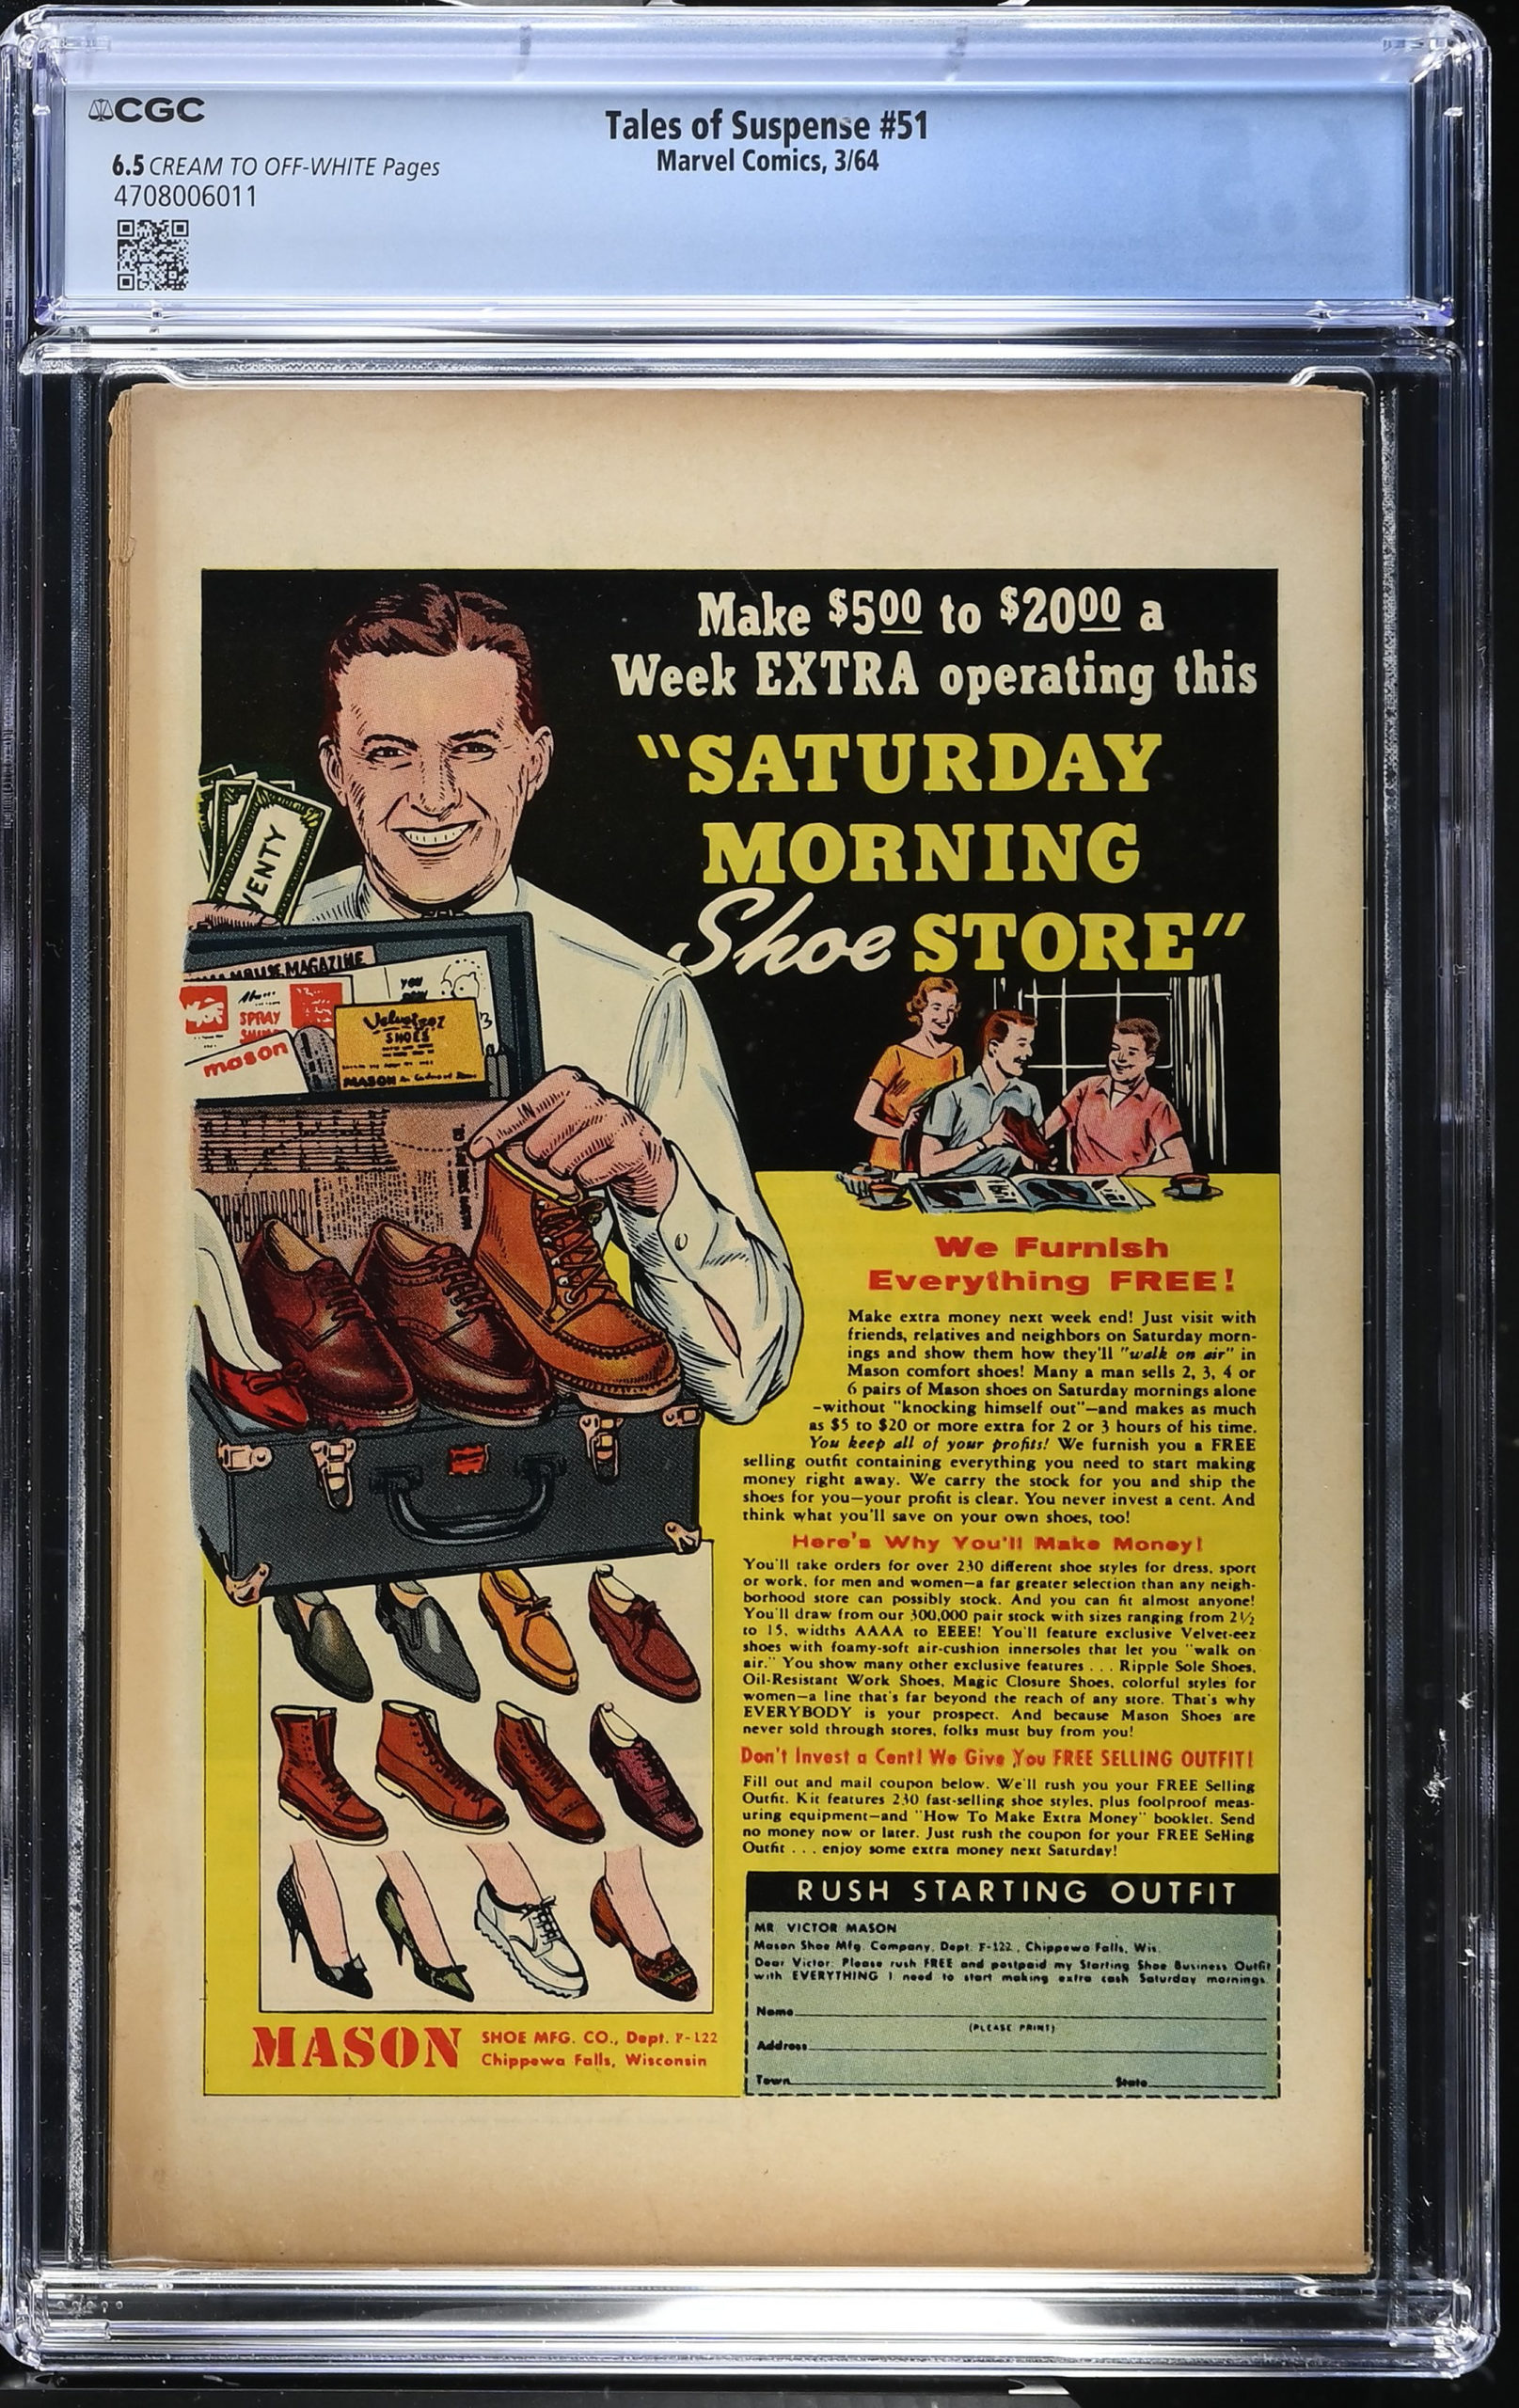 CGC
Tales of Suspense #51
Marvel Comics, 3/64
6.5 CREAM TO OFF-WHITE Pages
4708006011
Make $5.00 to $20.00 a
Week EXTRA operating this
"SATURDAY
MORNING
Shoe STORE"
VENTY
MAGAZINE
SPRAY
mason
YOU
Velvet-eez
SHOES
MASON
We Furnish
Everything FREE!
Make extra money next week end! Just visit with
friends, relatives and neighbors on Saturday morn-
ings and show them how they'll "walk on air" in
Mason comfort shoes! Many a man sells 2, 3, 4 or
6 pairs of Mason shoes on Saturday mornings alone
-without "knocking himself out"—and makes as much
as $5 to $20 or more extra for 2 or 3 hours of his time.
You keep all of your profits! We furnish you a FREE
selling outfit containing everything you need to start making
money right away. We carry the stock for you and ship the
shoes for you—your profit is clear. You never invest a cent. And
think what you'll save on your own shoes, too!
Here's Why You'll Make Money!
You'll take orders for over 230 different shoe styles for dress, sport
or work, for men and women—a far greater selection than any neigh-
borhood store can possibly stock. And you can fit almost anyone!
You'll draw from our 300,000 pair stock with sizes ranging from 2½
to 15, widths AAAA to EEEE! You'll feature exclusive Velvet-eez
shoes with foamy-soft air-cushion innersoles that let you "walk on
air." You show many other exclusive features . . . Ripple Sole Shoes,
Oil-Resistant Work Shoes, Magic Closure Shoes, colorful styles for
women—a line that's far beyond the reach of any store. That's why
EVERYBODY is your prospect. And because Mason Shoes are
never sold through stores, folks must buy from you!
Don't Invest a Cent! We Give You FREE SELLING OUTFIT!
Fill out and mail coupon below. We'll rush you your FREE Selling
Outfit. Kit features 230 fast-selling shoe styles, plus foolproof meas-
uring equipment—and "How To Make Extra Money" booklet. Send
no money now or later. Just rush the coupon for your FREE Selling
Outfit . . . enjoy some extra money next Saturday!
RUSH STARTING OUTFIT
MR. VICTOR MASON
Mason Shoe Mfg. Company, Dept. F-122, Chippewa Falls, Wis.
Dear Victor: Please rush FREE and postpaid my Starting Shoe Business Outfit
with EVERYTHING I need to start making extra cash Saturday mornings.
Name
(PLEASE PRINT)
Address
Town State
MASON SHOE MFG. CO., Dept. F-122
Chippewa Falls, Wisconsin